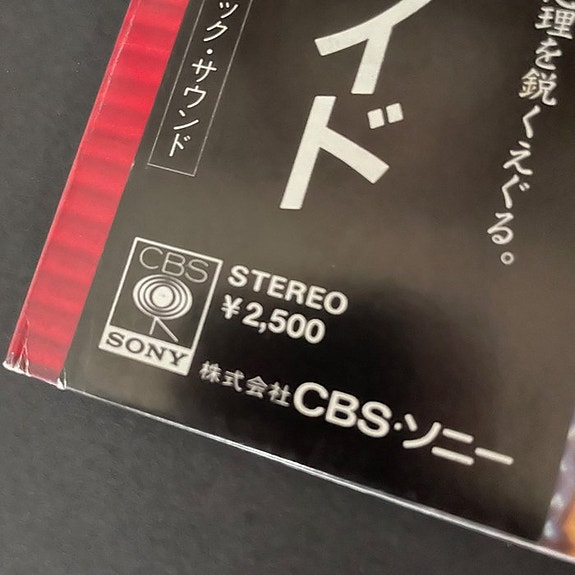 理を鋭くえぐる。
イド
ック・サウンド
CBS
SONY
STEREO
¥2,500
株式会社CBS・ソニー